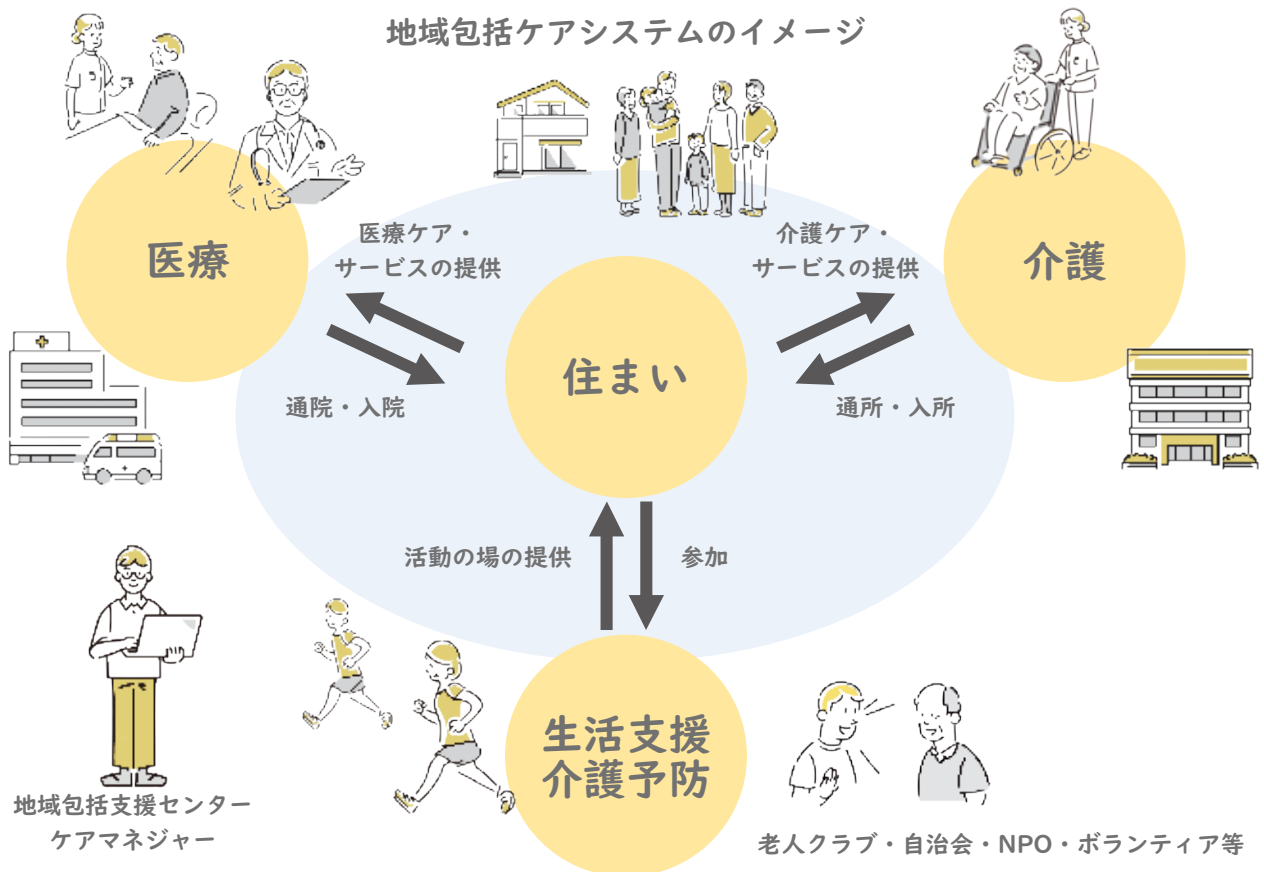 地域包括ケアシステムのイメージ
医療
医療ケア・
サービスの提供
介護ケア・
サービスの提供
介護
住まい
通院・入院
通所・入所
活動の場の提供
参加
生活支援
介護予防
地域包括支援センター
ケアマネジャー
老人クラブ・自治会・NPO・ボランティア等